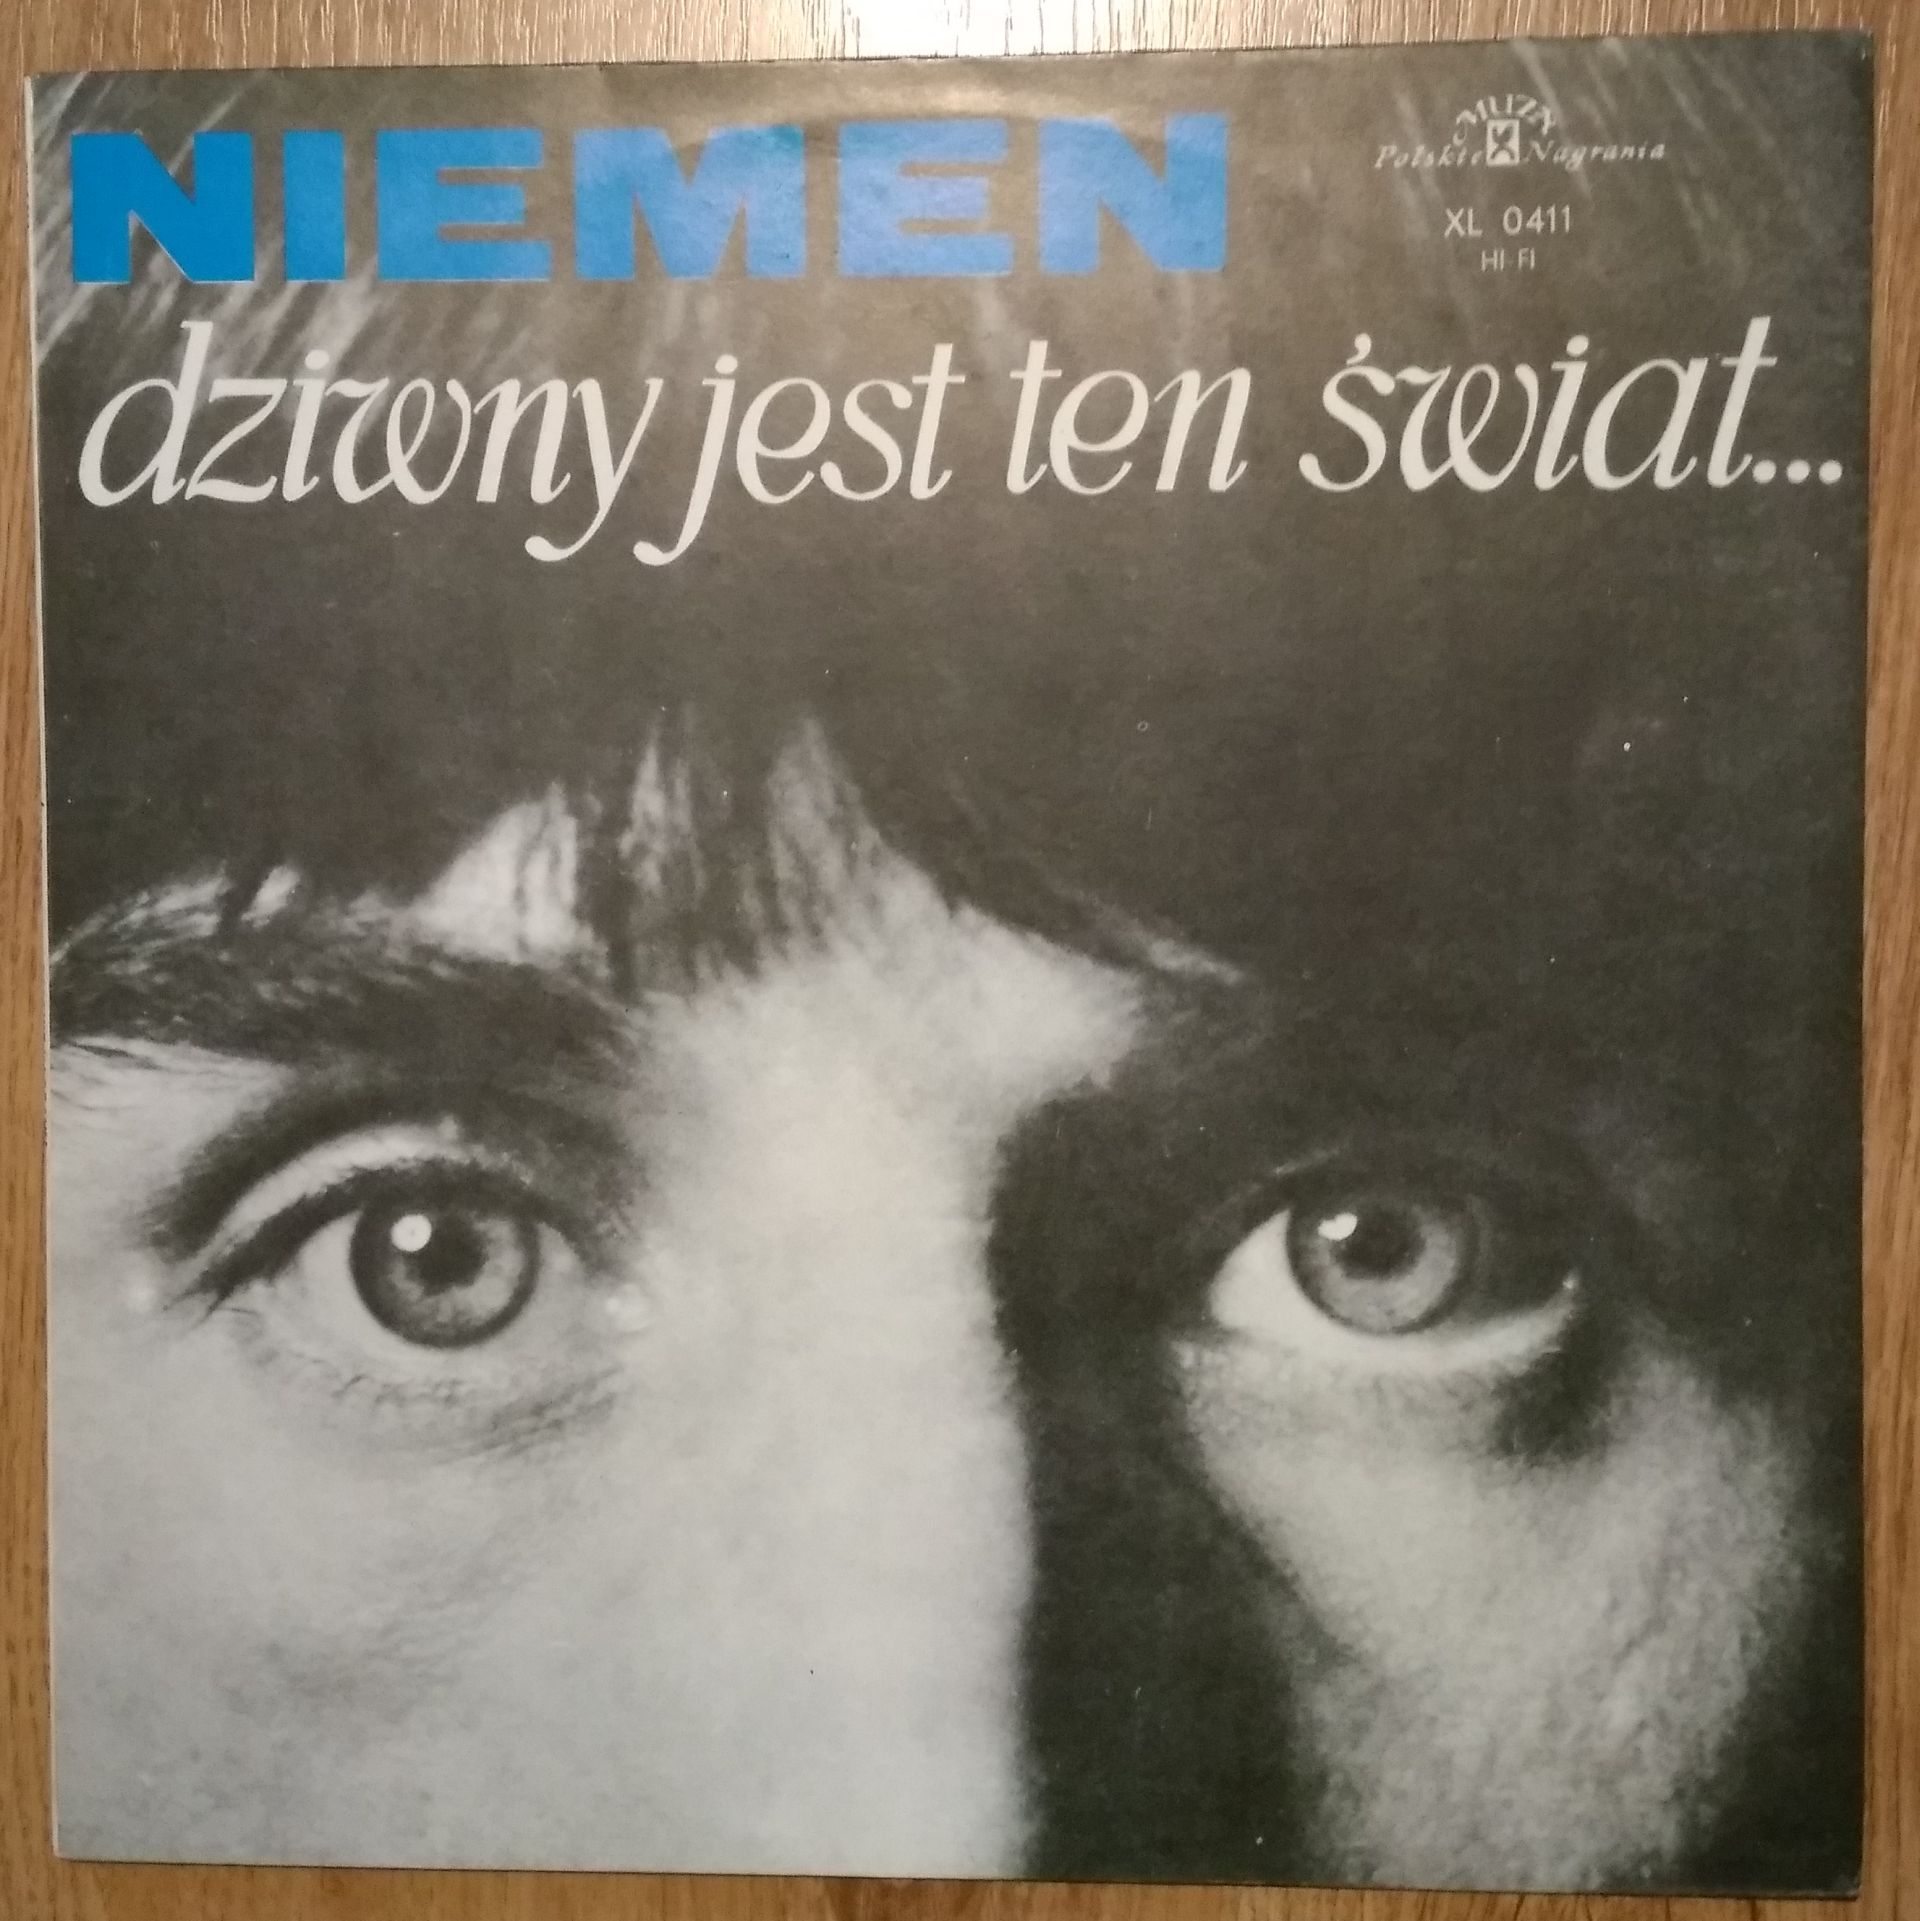 NIEMEN
MUZA
Polskie Nagrania
XL 0411
HI-FI
dziwny jest ten świat...